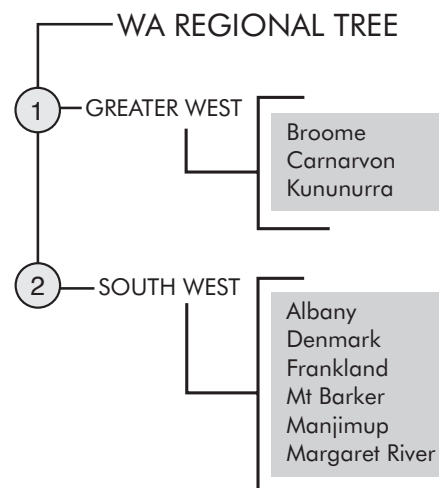 WA REGIONAL TREE
1
GREATER WEST
Broome
Carnarvon
Kununurra
2
SOUTH WEST
Albany
Denmark
Frankland
Mt Barker
Manjimup
Margaret River